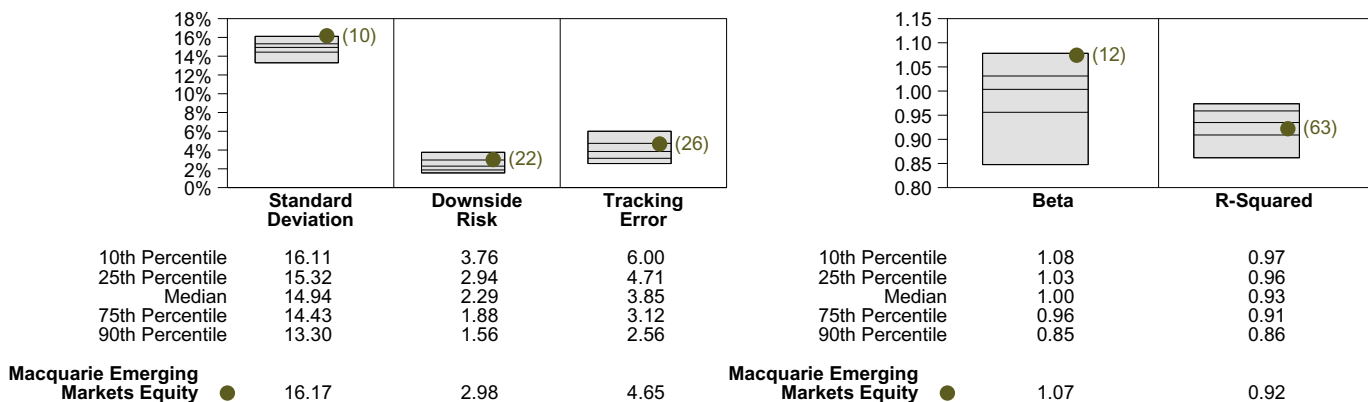 18%
16%
14%
12%
10%
8%
6%
4%
2%
0%
(10)
(22)
(26)
Standard
Deviation
Downside
Risk
Tracking
Error
10th Percentile 16.11 3.76 6.00
25th Percentile 15.32 2.94 4.71
Median 14.94 2.29 3.85
75th Percentile 14.43 1.88 3.12
90th Percentile 13.30 1.56 2.56
Macquarie Emerging
Markets Equity 16.17 2.98 4.65
1.15
1.10
1.05
1.00
0.95
0.90
0.85
0.80
(12)
(63)
Beta R-Squared
10th Percentile 1.08 0.97
25th Percentile 1.03 0.96
Median 1.00 0.93
75th Percentile 0.96 0.91
90th Percentile 0.85 0.86
Macquarie Emerging
Markets Equity 1.07 0.92